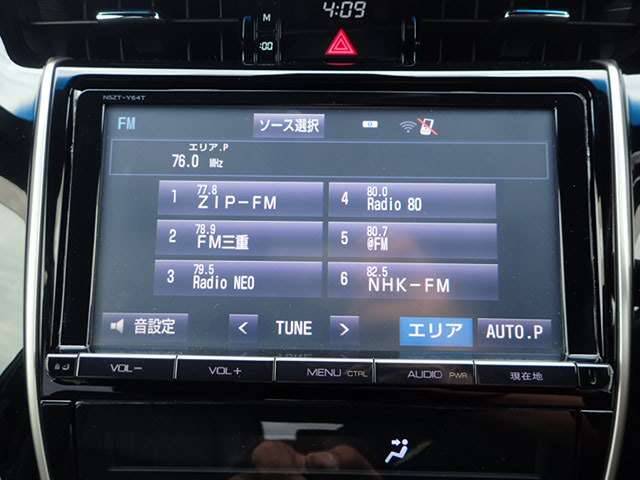 4:09
M
:00
NSZT-Y64T
FM
ソース選択
エリア.P
76.0 MHz
1 77.8 ZIP-FM
4 80.0 Radio 80
2 78.9 FM三重
5 80.7 @FM
3 79.5 Radio NEO
6 82.5 NHK-FM
音設定
< TUNE >
エリア
AUTO.P
VOL-
VOL+
MENU/CTRL
AUDIO PWR
現在地